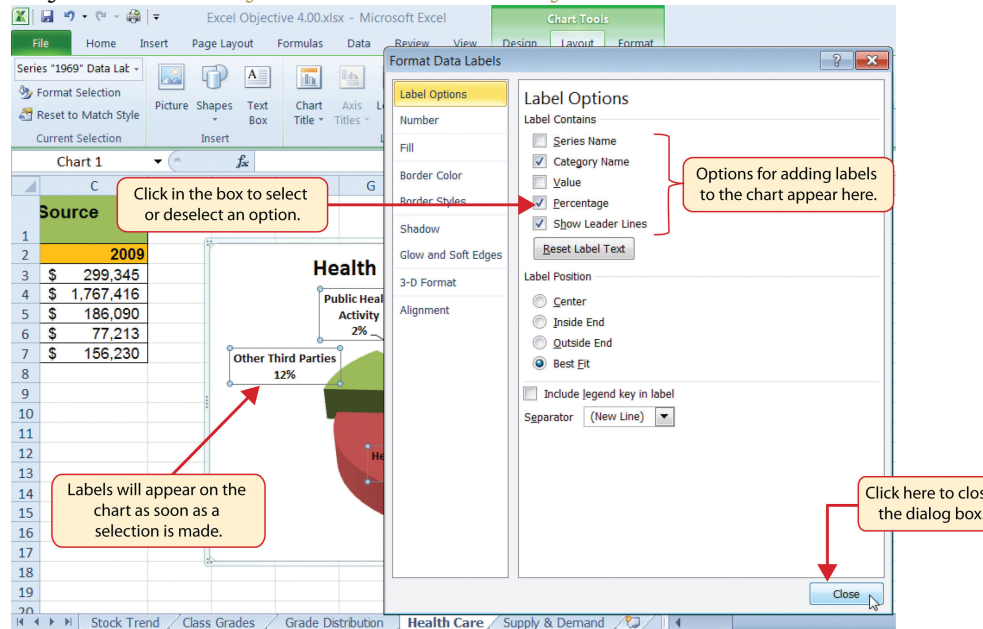 Excel Objective 4.00.xlsx - Microsoft Excel
Chart Tools
File Home Insert Page Layout Formulas Data Review View Design Layout Format
Series "1969" Data Lat
Format Selection
Reset to Match Style
Current Selection
Picture Shapes Text Box
Insert
Chart Title Axis Titles
Chart 1
fx
C G
Source
1
2 2009
3 $ 299,345
4 $ 1,767,416
5 $ 186,090
6 $ 77,213
7 $ 156,230
8
9
10
11
12
13
14
15
16
17
18
19
20
Health
Public Heal
Activity
2%
Other Third Parties
12%
He
Click in the box to select
or deselect an option.
Labels will appear on the
chart as soon as a
selection is made.
Format Data Labels
Label Options
Number
Fill
Border Color
Border Styles
Shadow
Glow and Soft Edges
3-D Format
Alignment
Label Options
Label Contains
Series Name
Category Name
Value
Percentage
Show Leader Lines
Reset Label Text
Options for adding labels
to the chart appear here.
Label Position
Center
Inside End
Outside End
Best Fit
Include legend key in label
Separator (New Line)
Click here to clos
the dialog box.
Close
Stock Trend Class Grades Grade Distribution Health Care Supply & Demand